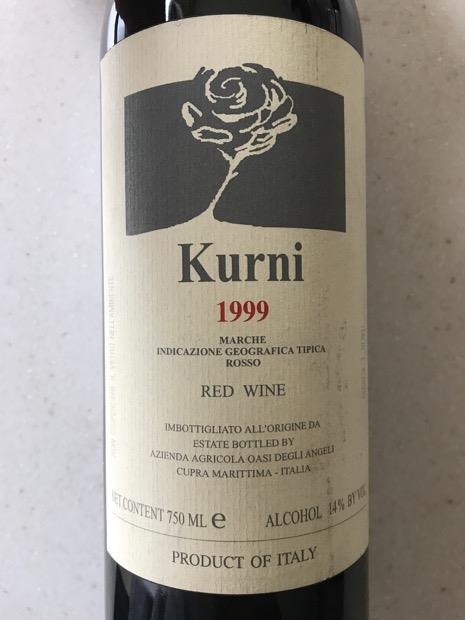 Kurni
1999
MARCHE
INDICAZIONE GEOGRAFICA TIPICA
ROSSO
RED WINE
IMBOTTIGLIATO ALL'ORIGINE DA
ESTATE BOTTLED BY
AZIENDA AGRICOLA OASI DEGLI ANGELI
CUPRA MARITTIMA - ITALIA
NET CONTENT 750 ML e ALCOHOL 14% BY VOL
PRODUCT OF ITALY